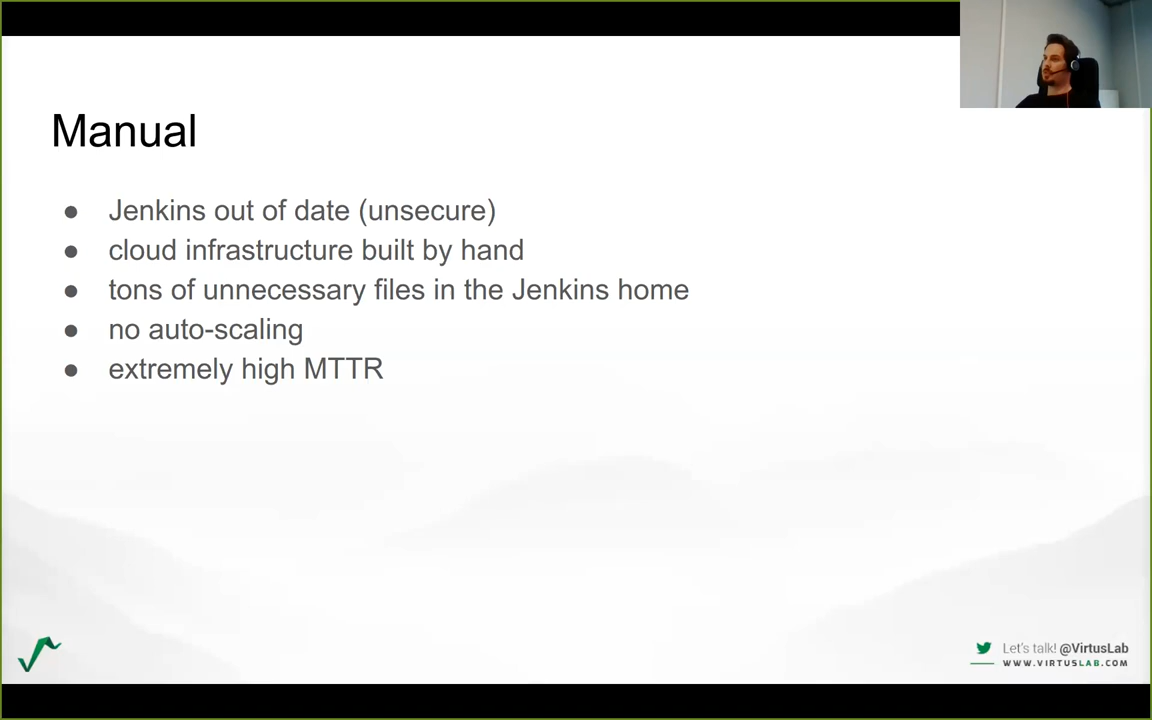 Manual
● Jenkins out of date (unsecure)
● cloud infrastructure built by hand
● tons of unnecessary files in the Jenkins home
● no auto-scaling
● extremely high MTTR
Let's talk! @VirtusLab
WWW.VIRTUSLAB.COM